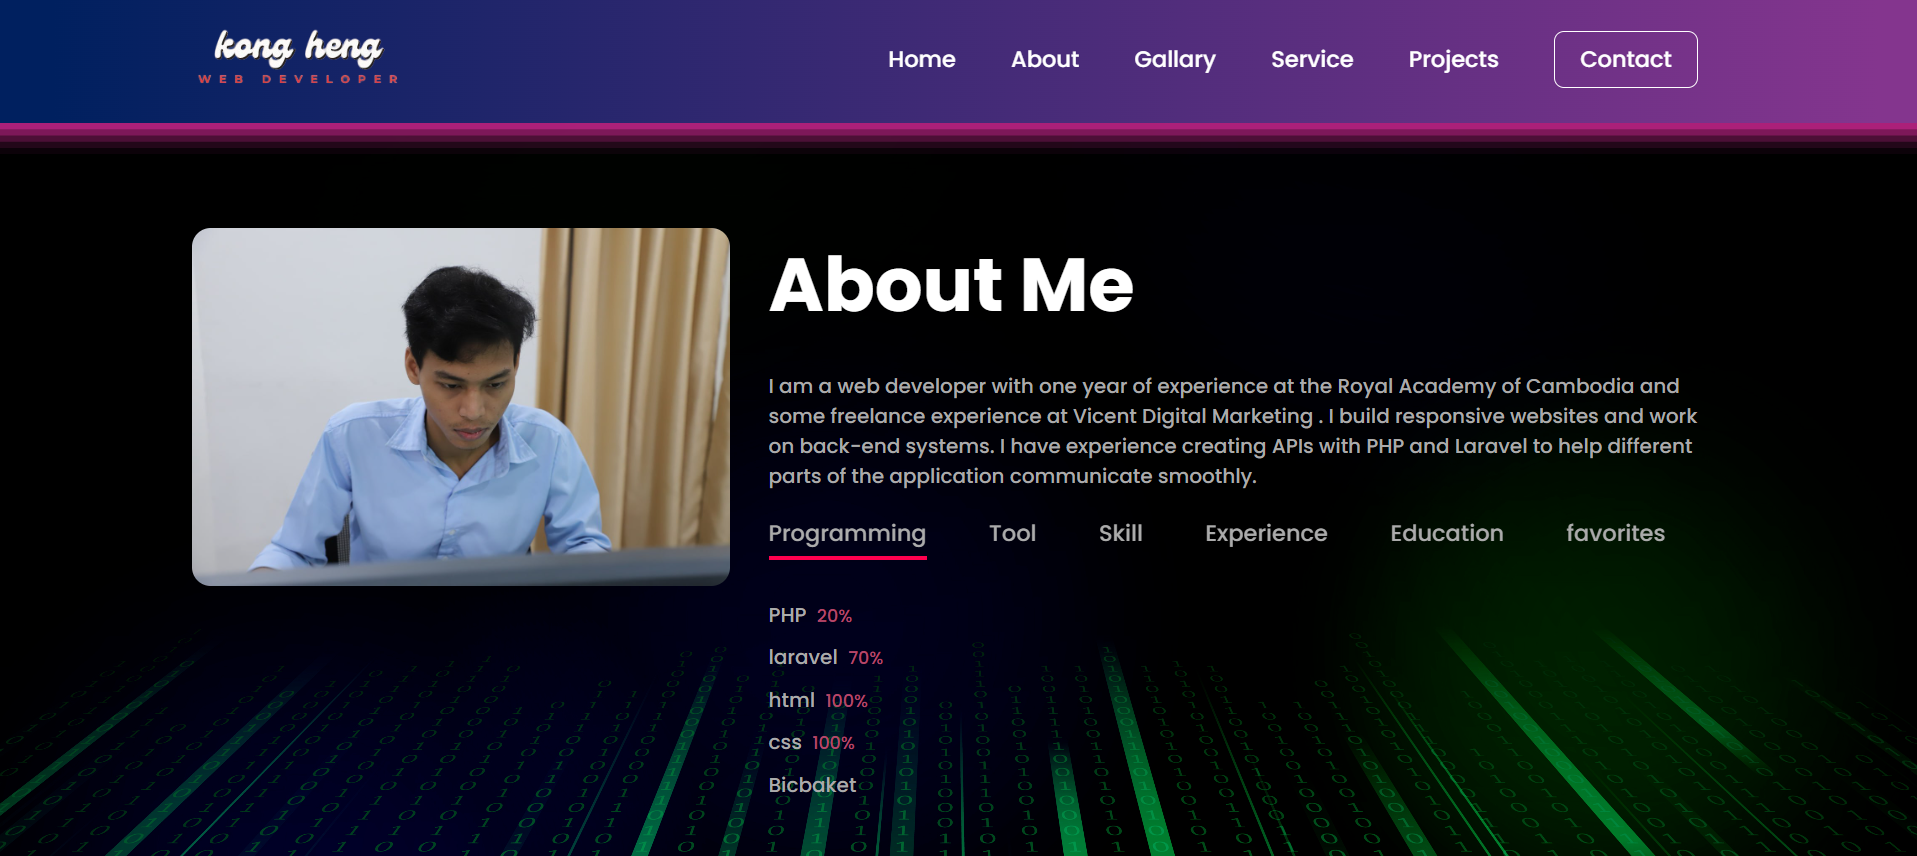 kong heng
WEB DEVELOPER
Home About Gallary Service Projects Contact
About Me
I am a web developer with one year of experience at the Royal Academy of Cambodia and
some freelance experience at Vicent Digital Marketing . I build responsive websites and work
on back-end systems. I have experience creating APIs with PHP and Laravel to help different
parts of the application communicate smoothly.
Programming Tool Skill Experience Education favorites
PHP 20%
laravel 70%
html 100%
css 100%
Bicbaket